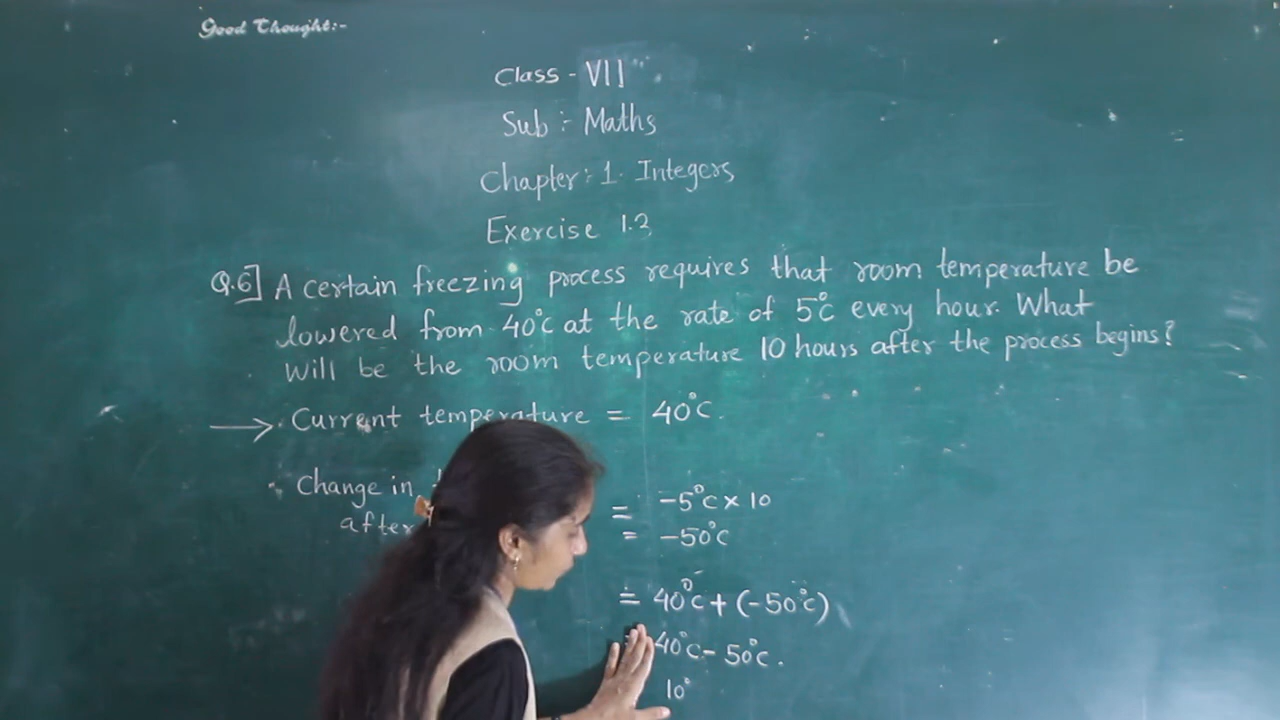 Good Thought:-
Class - VII
Sub :- Maths
Chapter:- 1. Integers
Exercise 1.3
Q.6] A certain freezing process requires that room temperature be
lowered from 40°C at the rate of 5°C every hour. What
will be the room temperature 10 hours after the process begins?
→ Current temperature = 40°C.
Change in
after = -5°C × 10
= -50°C
= 40°C + (-50°C)
40°C - 50°C.
10°